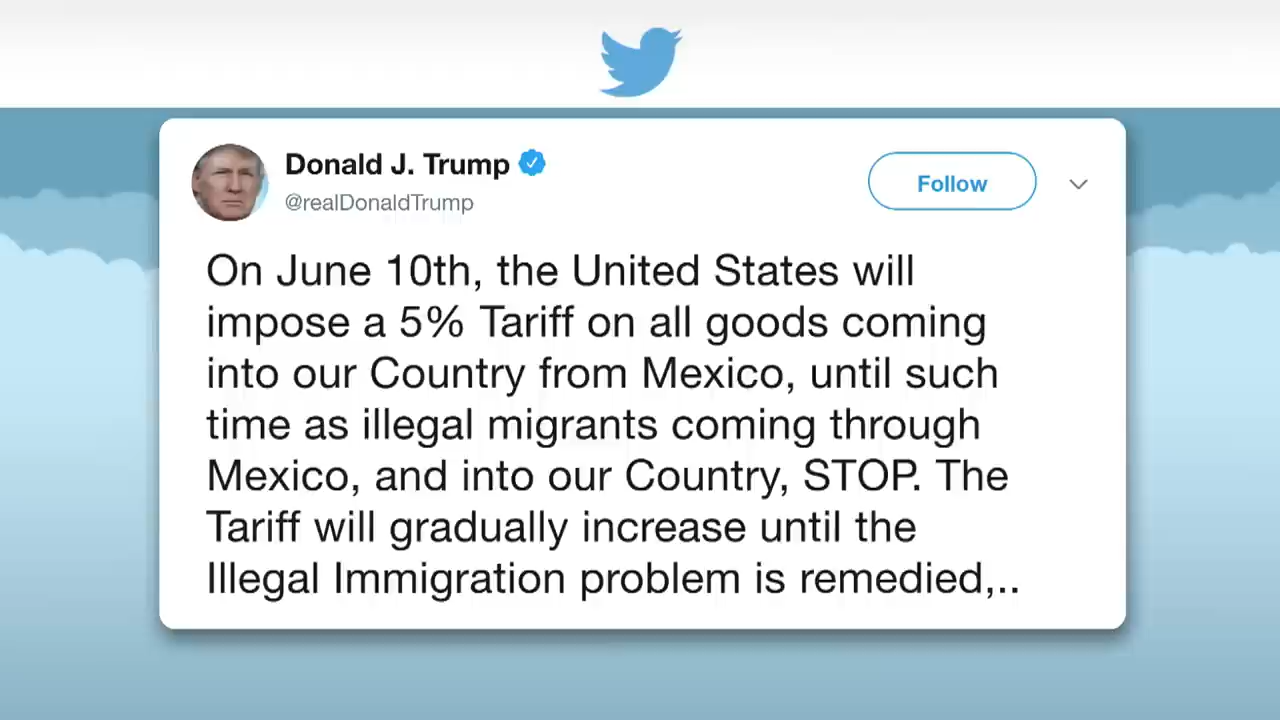 Donald J. Trump
@realDonaldTrump
Follow
On June 10th, the United States will
impose a 5% Tariff on all goods coming
into our Country from Mexico, until such
time as illegal migrants coming through
Mexico, and into our Country, STOP. The
Tariff will gradually increase until the
Illegal Immigration problem is remedied,..